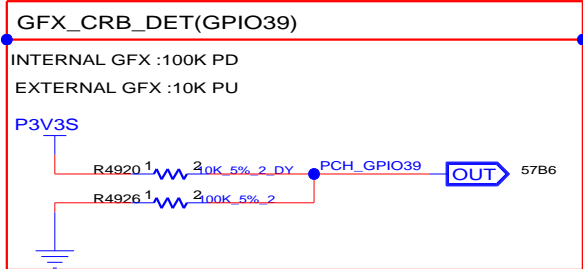 GFX_CRB_DET(GPIO39)
INTERNAL GFX :100K PD
EXTERNAL GFX :10K PU
P3V3S
R4920 1 2 10K_5%_2_DY PCH_GPIO39 OUT 57B6
R4926 1 2 100K_5%_2